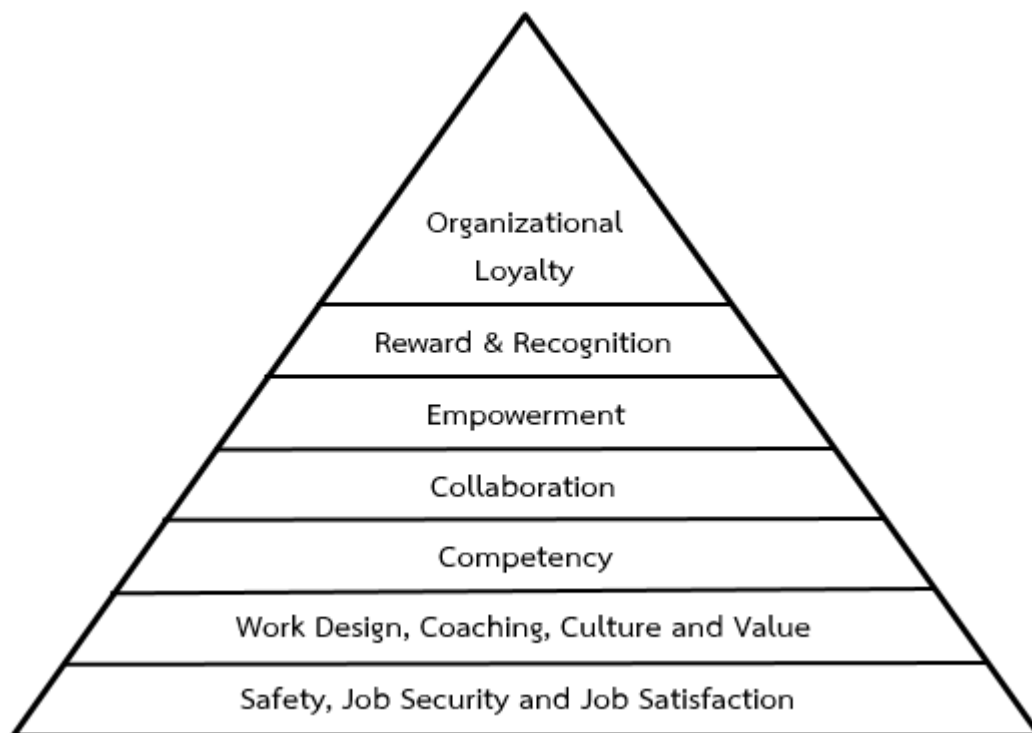 Organizational
Loyalty
Reward & Recognition
Empowerment
Collaboration
Competency
Work Design, Coaching, Culture and Value
Safety, Job Security and Job Satisfaction